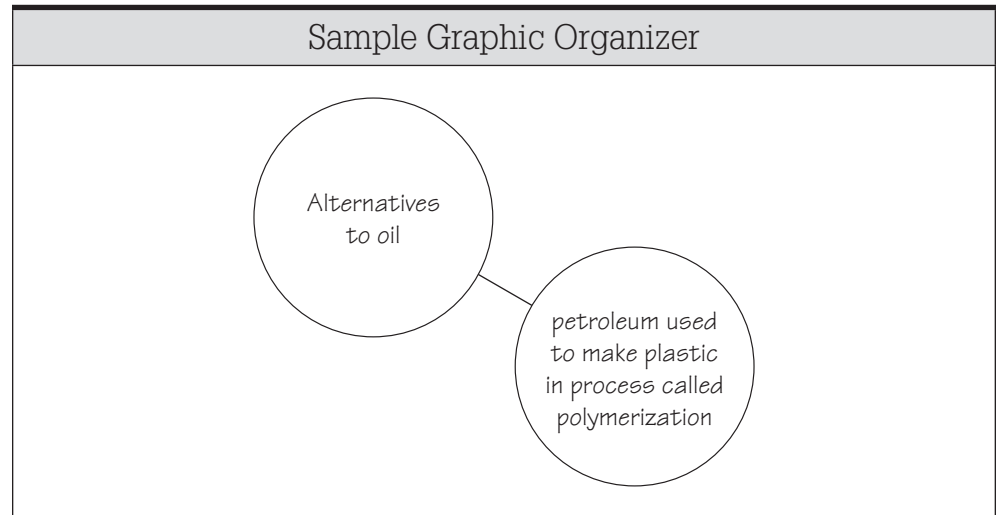 Sample Graphic Organizer
Alternatives
to oil
petroleum used
to make plastic
in process called
polymerization